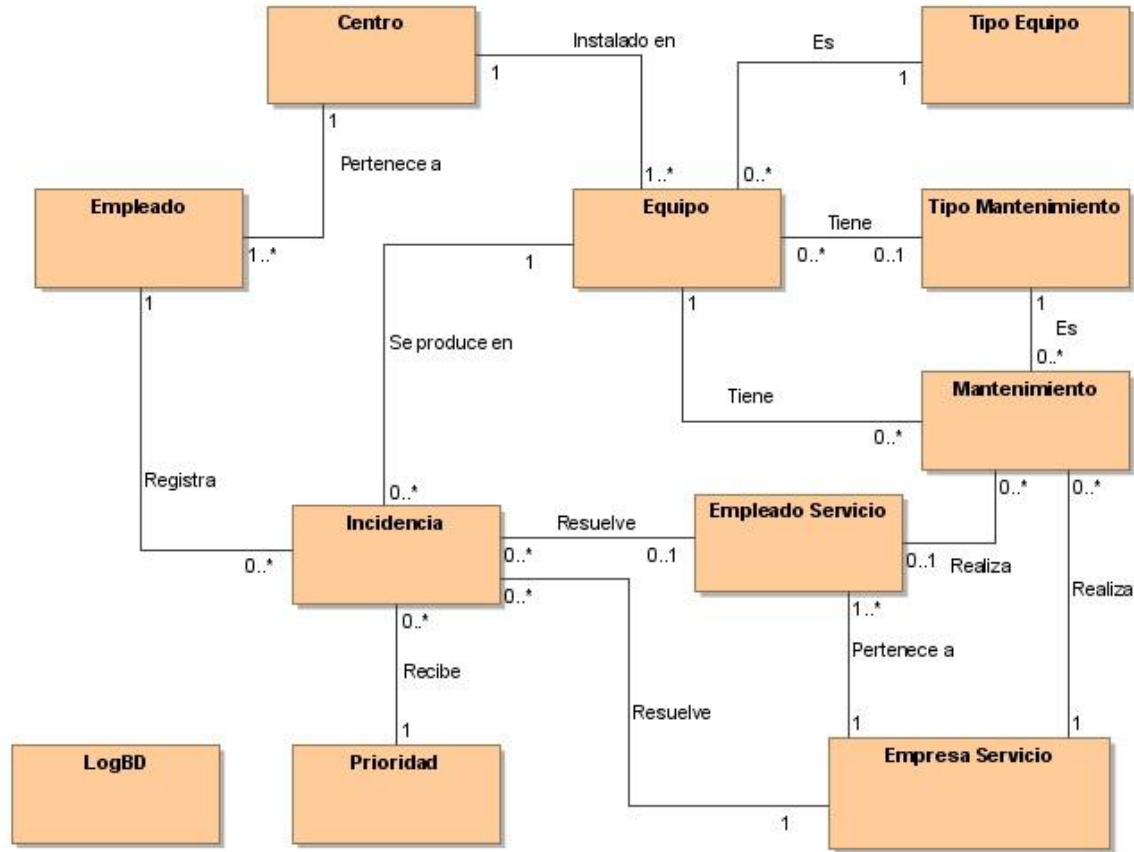 Centro
Instalado en
Es
Tipo Equipo
1
1
1
Pertenece a
1..*
0..*
Empleado
Equipo
Tiene
Tipo Mantenimiento
1..*
1
0..*
0..1
1
1
1
Es
Se produce en
0..*
Tiene
Mantenimiento
0..*
Registra
0..*
0..*
0..*
Incidencia
Resuelve
Empleado Servicio
0..*
0..*
0..1
0..1
Realiza
0..*
Realiza
0..*
1..*
Recibe
Pertenece a
Resuelve
1
1
1
LogBD
Prioridad
Empresa Servicio
1